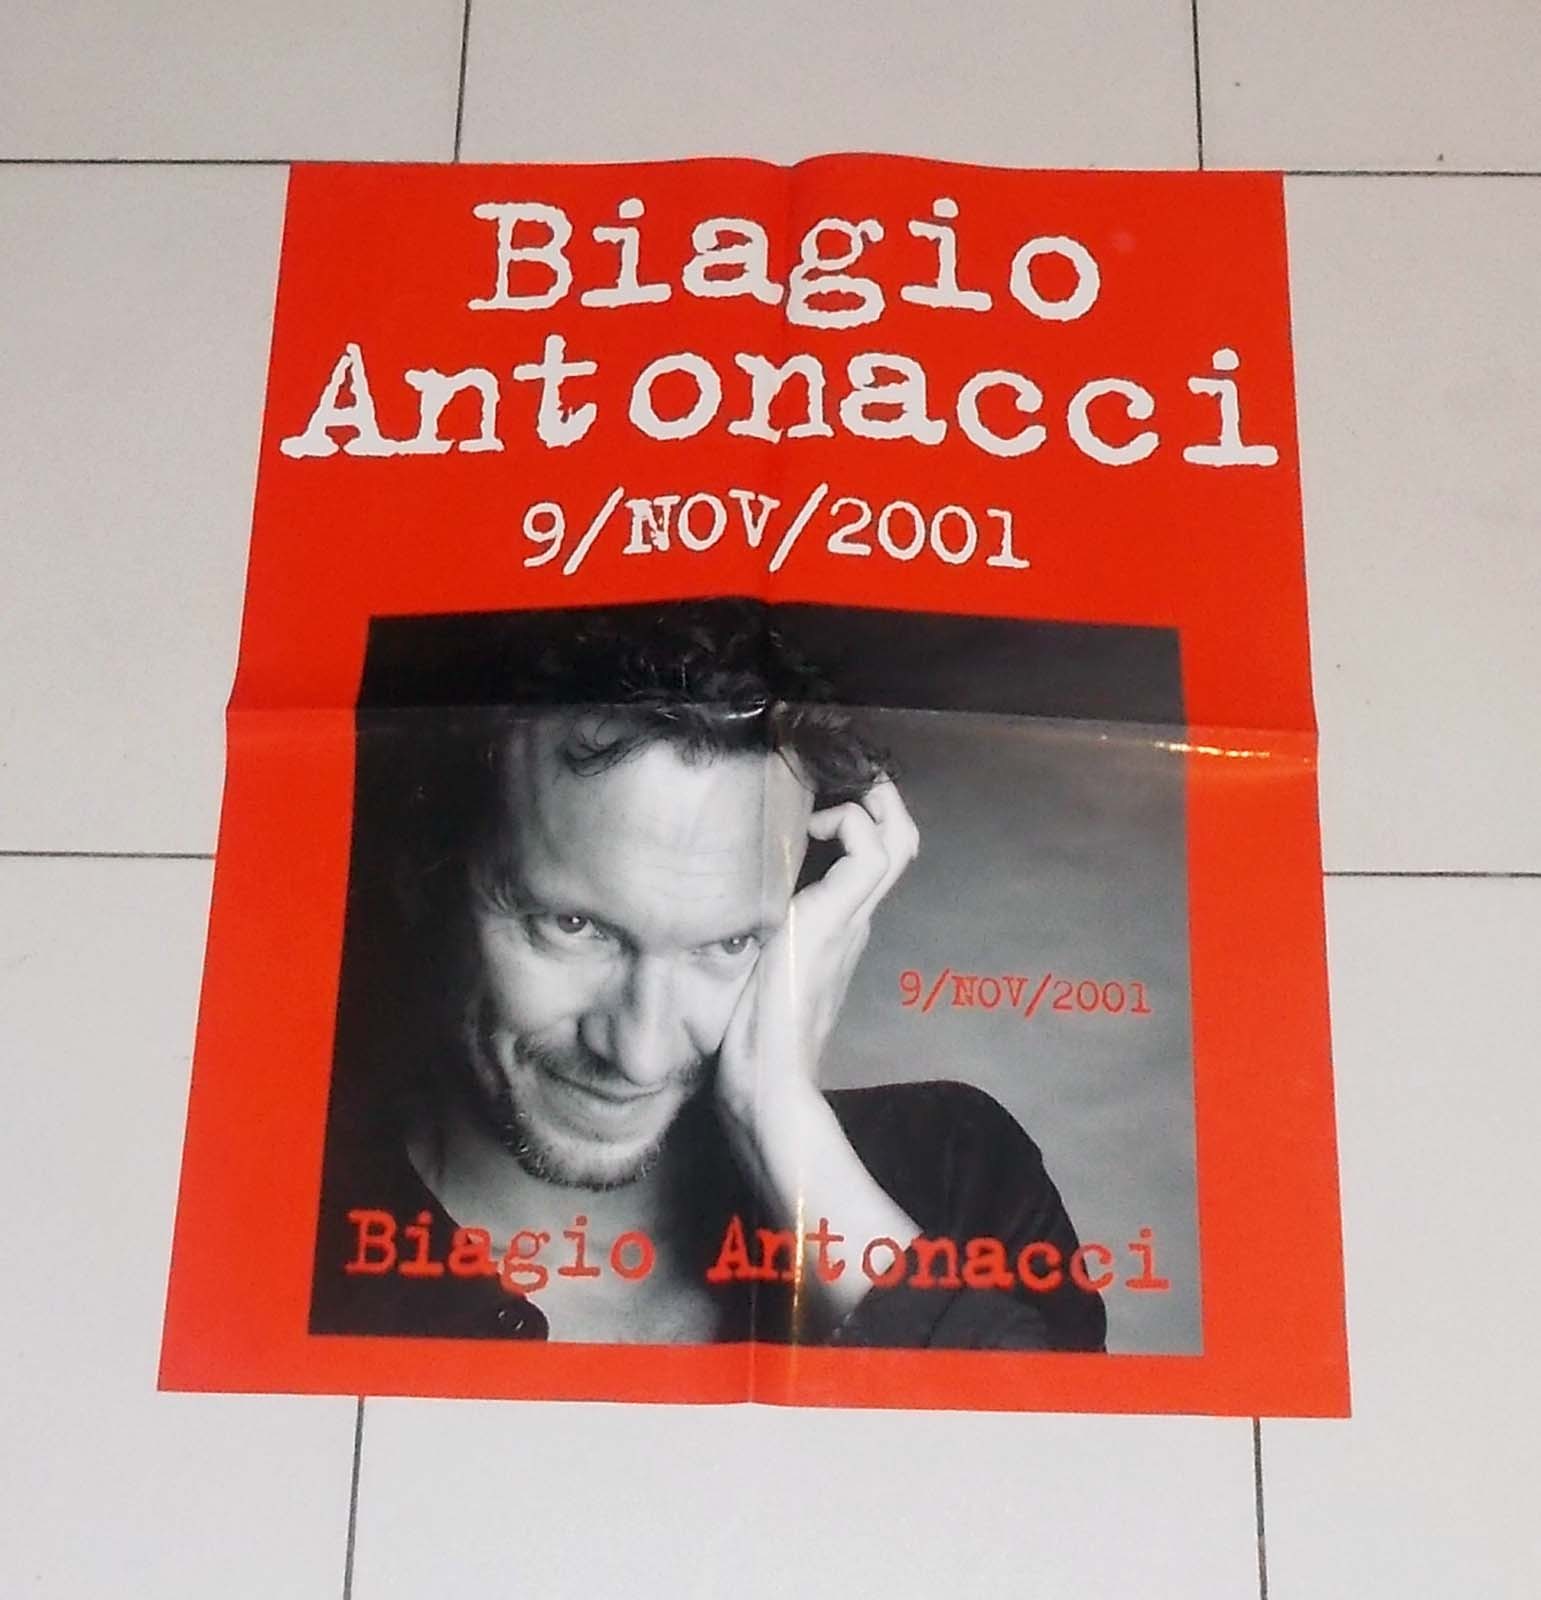 Biagio
Antonacci
9/NOV/2001
9/NOV/2001
Biagio Antonacci